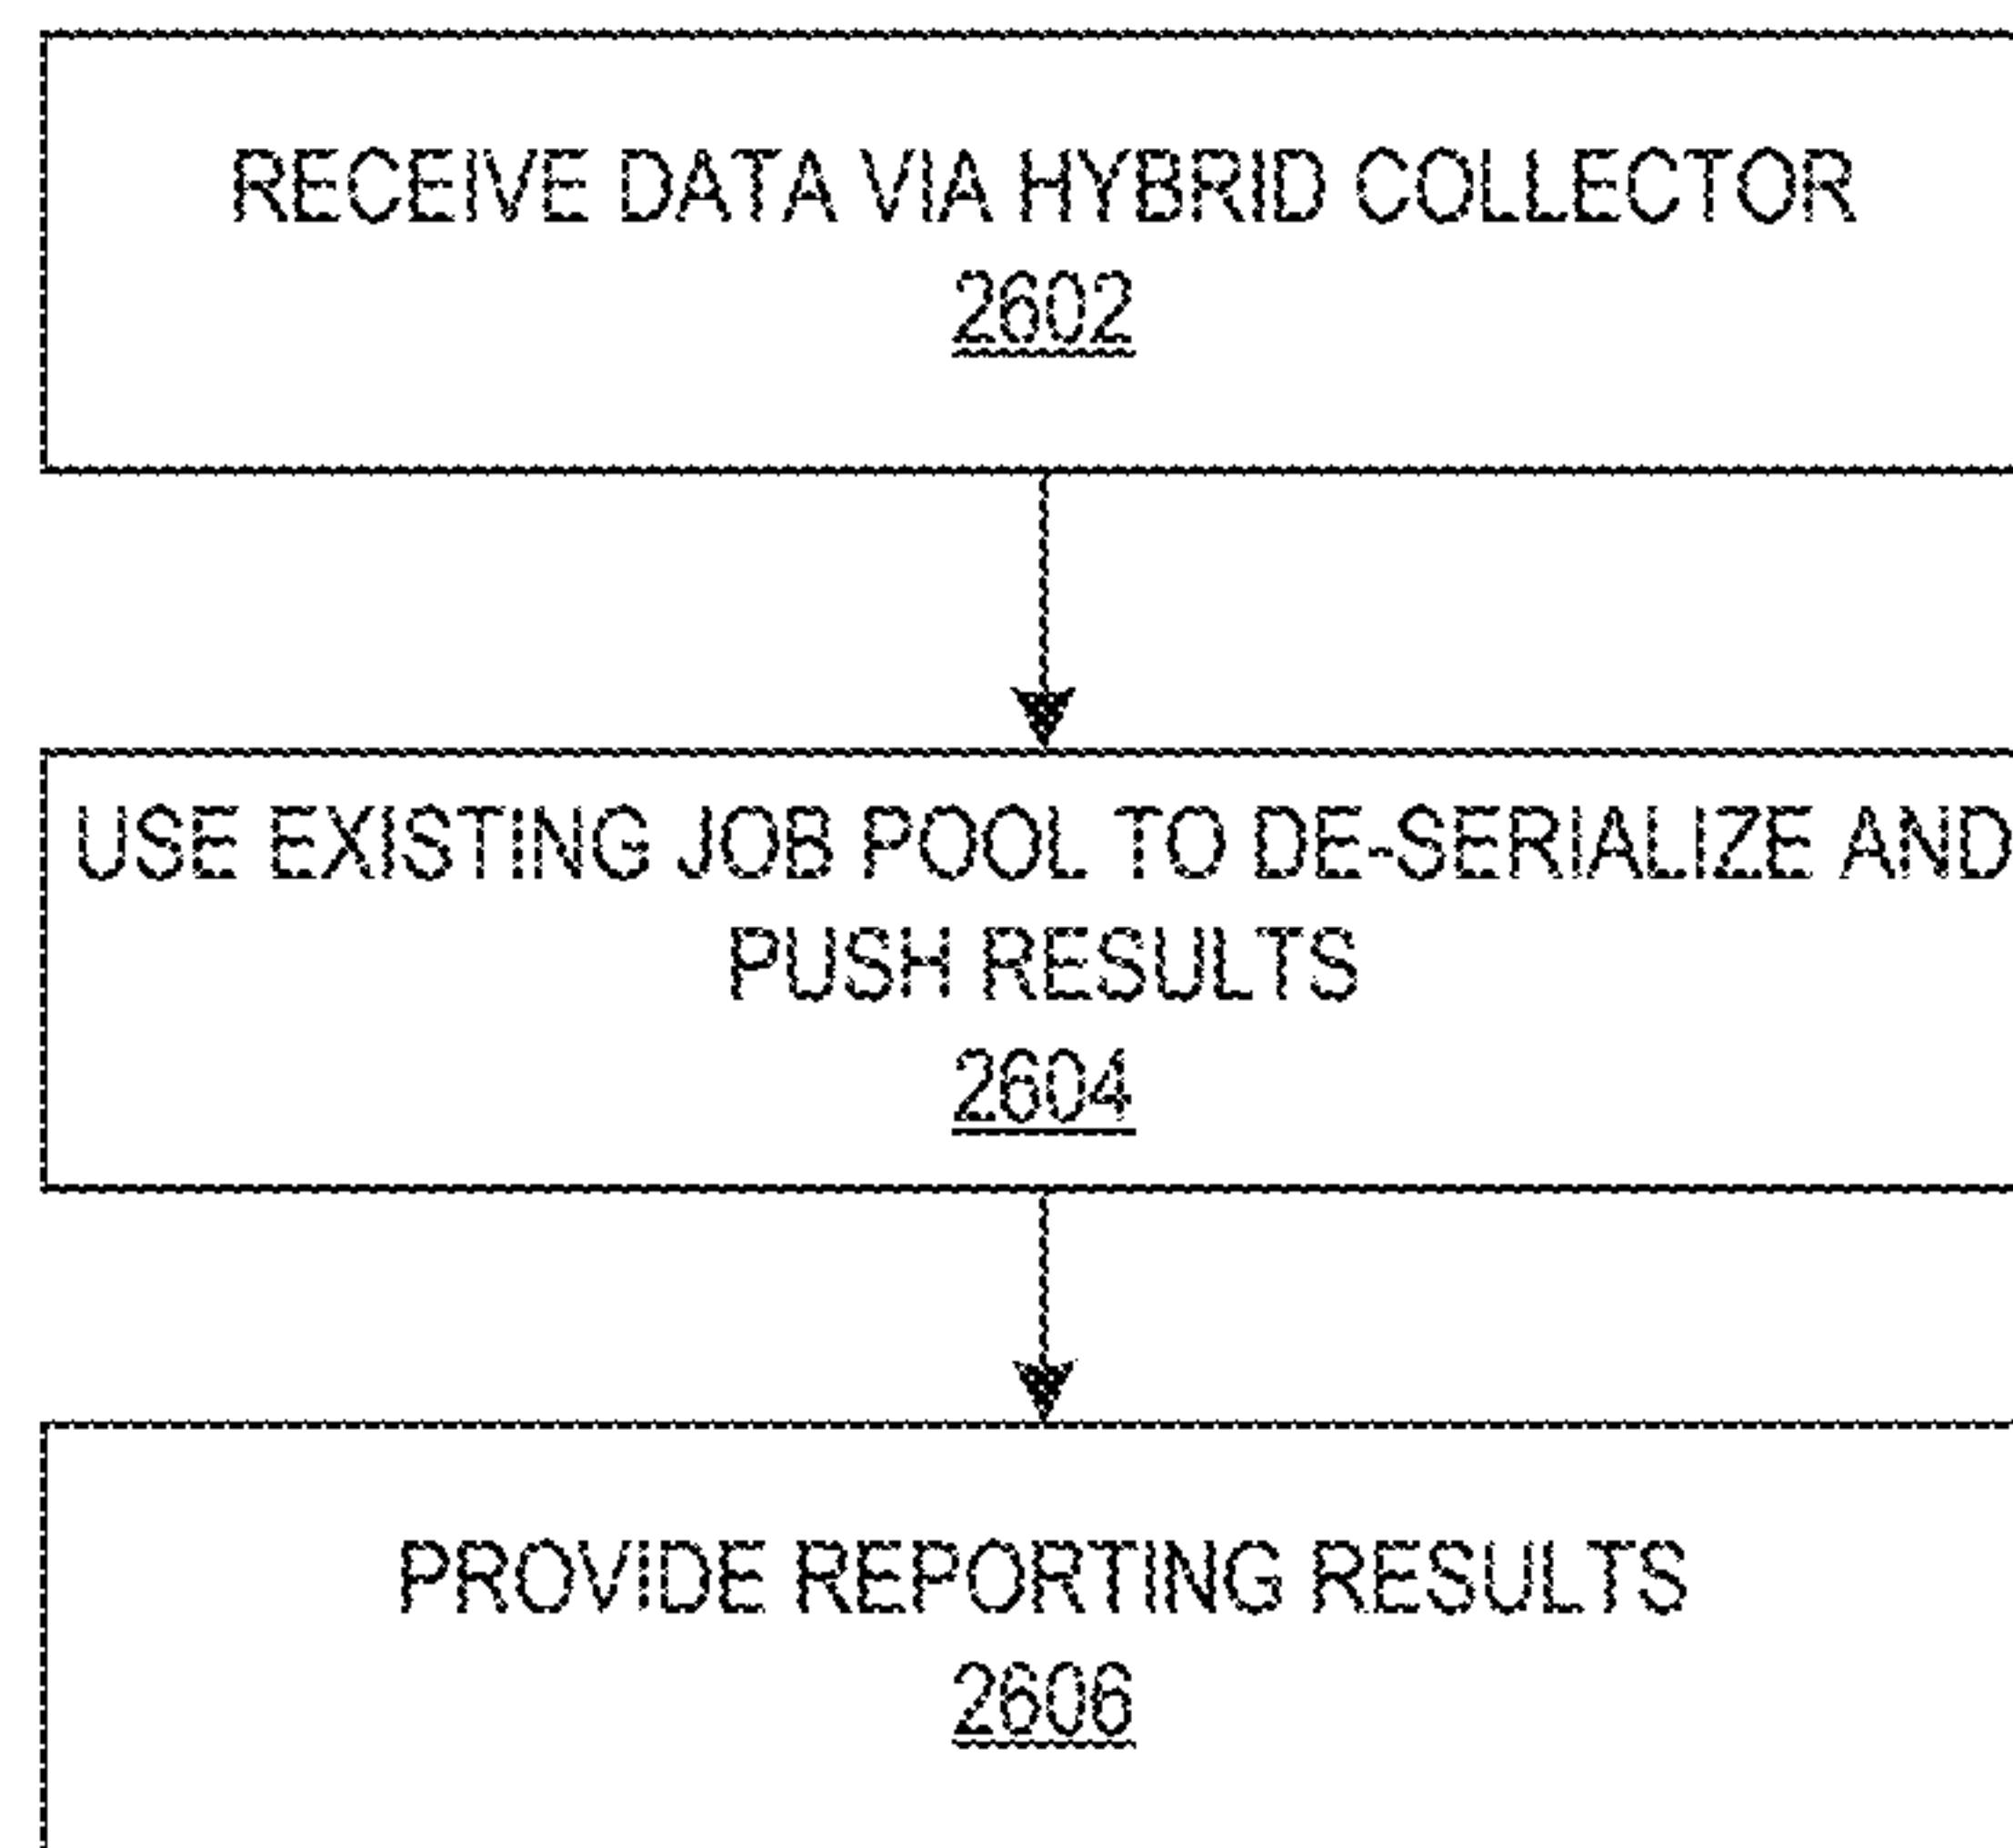 RECEIVE DATA VIA HYBRID COLLECTOR
2602
USE EXISTING JOB POOL TO DE-SERIALIZE AND
PUSH RESULTS
2604
PROVIDE REPORTING RESULTS
2606